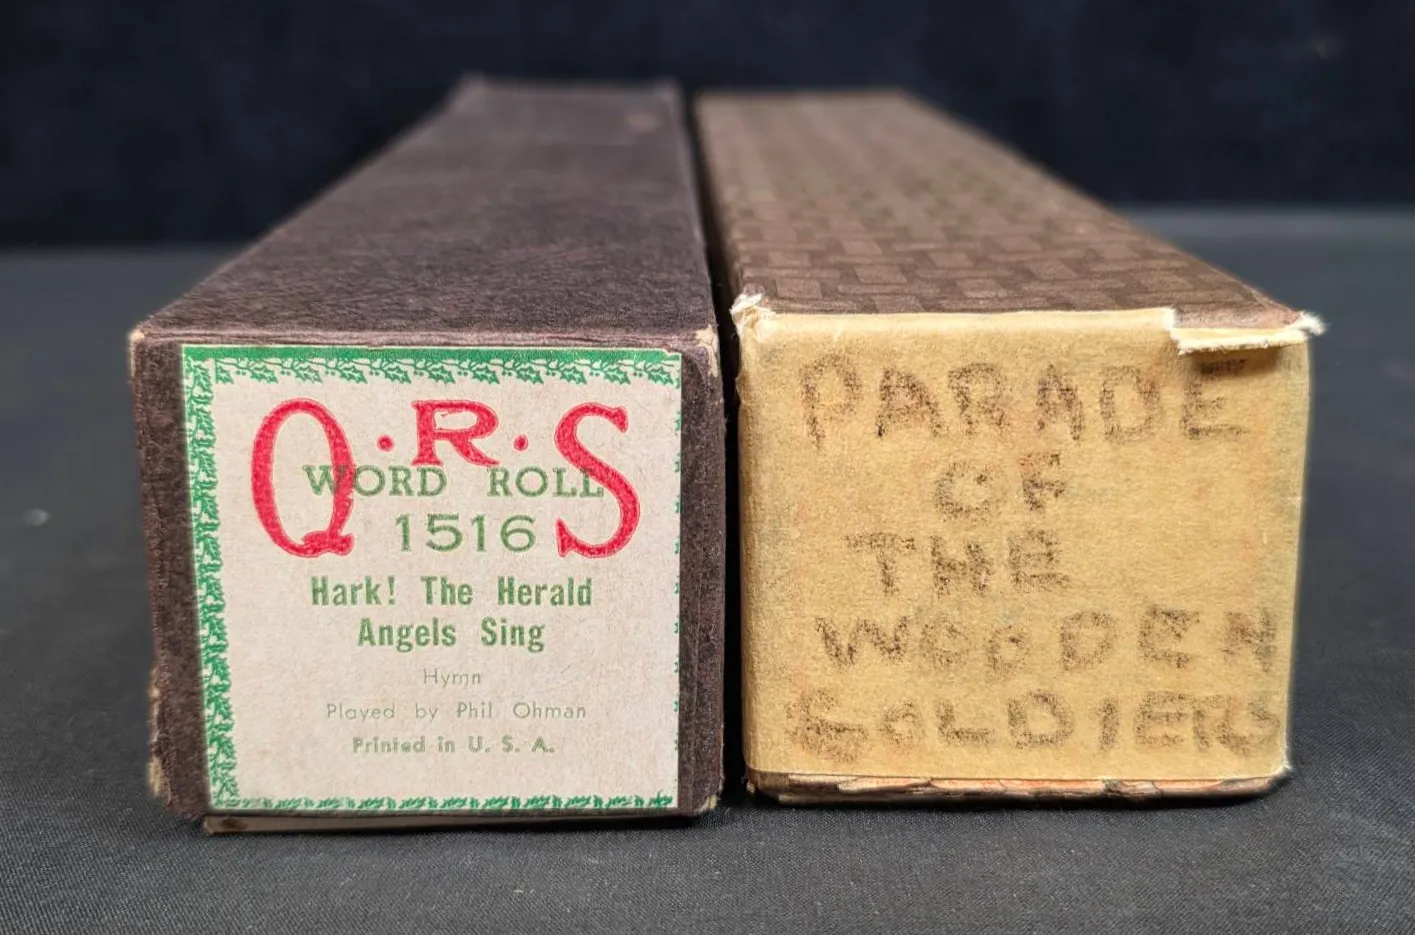 Q·R·S
WORD ROLL
1516
Hark! The Herald
Angels Sing
Hymn
Played by Phil Ohman
Printed in U. S. A.
PARADE
OF
THE
WOODEN
SOLDIERS